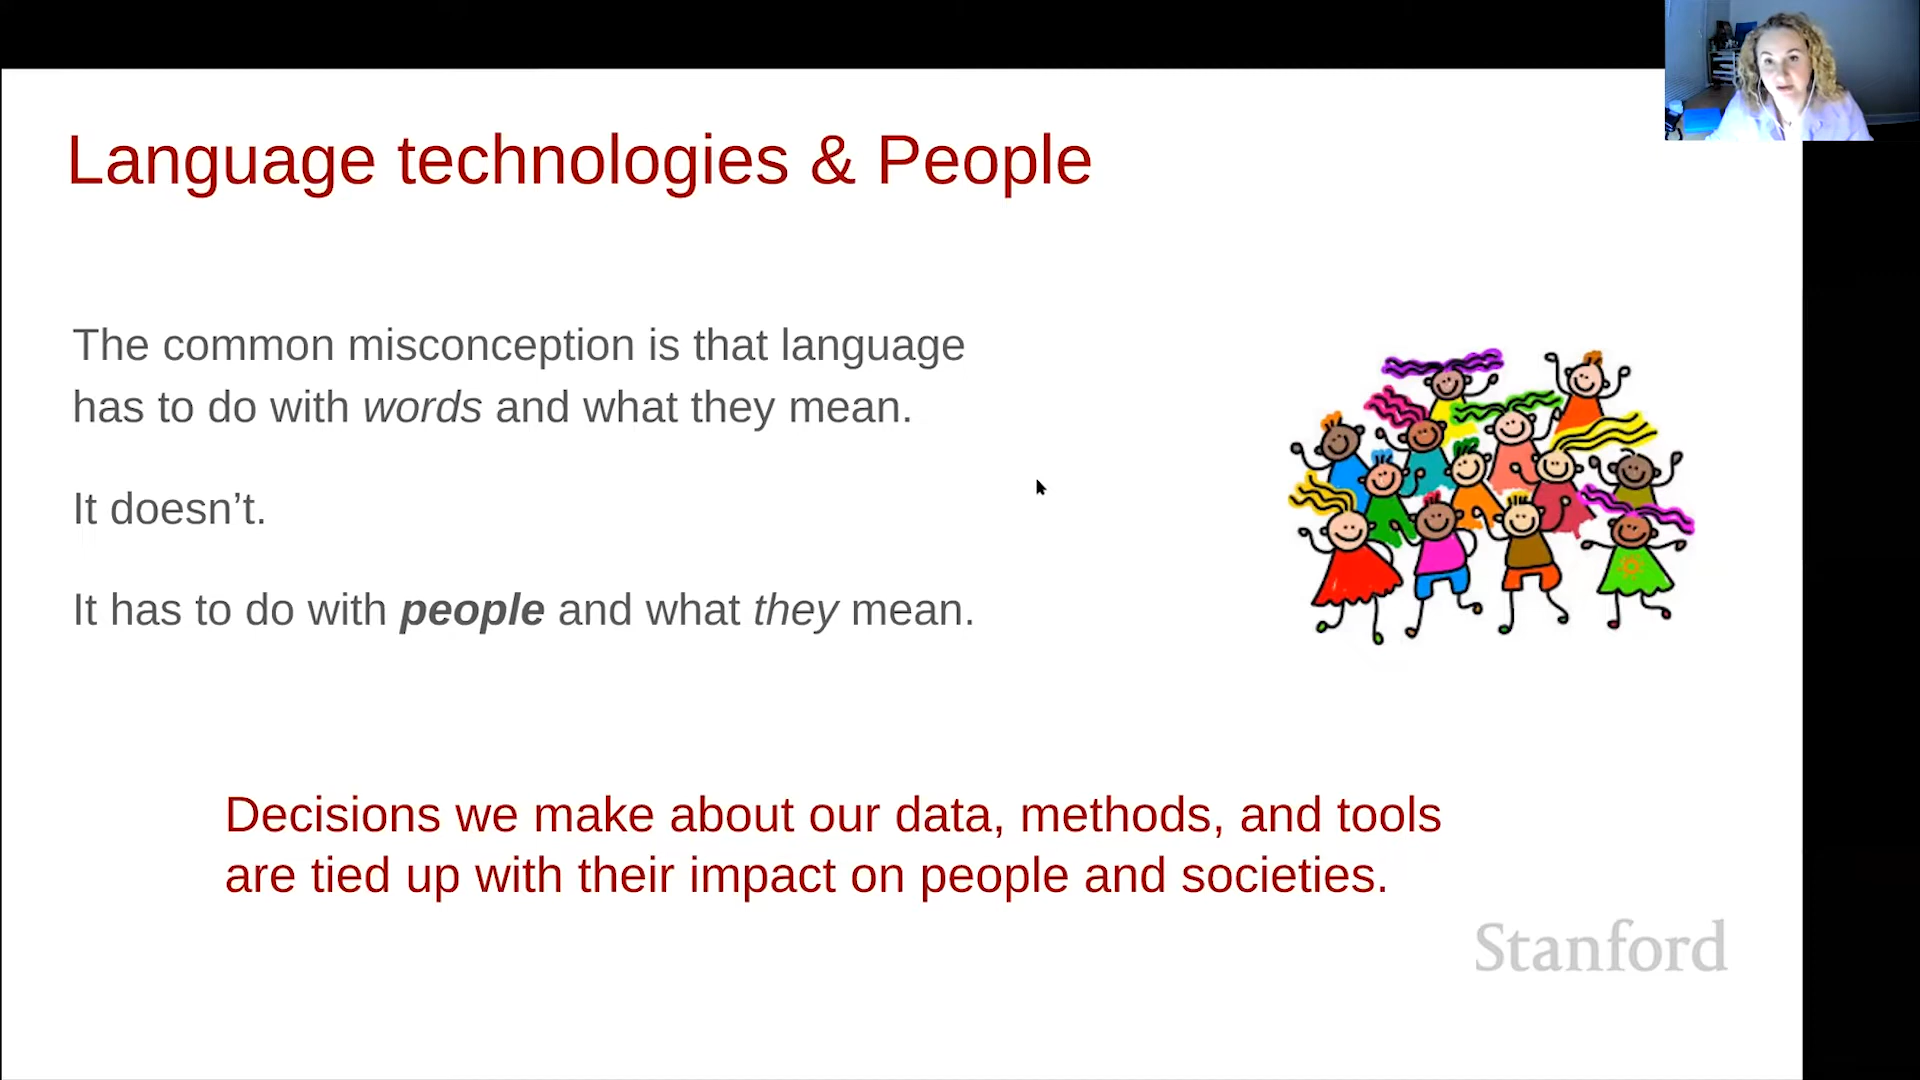 Language technologies & People
The common misconception is that language
has to do with words and what they mean.
It doesn’t.
It has to do with people and what they mean.
Decisions we make about our data, methods, and tools
are tied up with their impact on people and societies.
Stanford